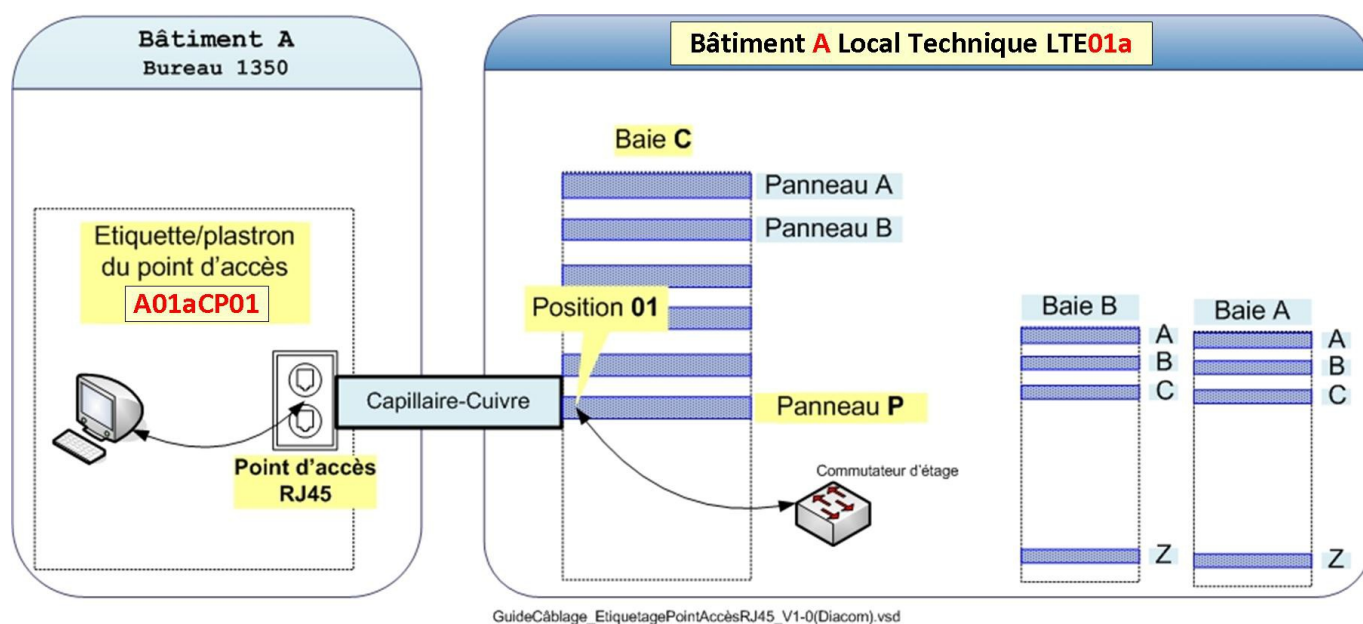 Bâtiment A
Bureau 1350
Etiquette/plastron
du point d'accès
A01aCP01
Point d'accès
RJ45
Capillaire-Cuivre
Bâtiment A Local Technique LTE01a
Baie C
Panneau A
Panneau B
Position 01
Panneau P
Commutateur d'étage
Baie B
A
B
C
Z
Baie A
A
B
C
Z
GuideCâblage_EtiquetagePointAccèsRJ45_V1-0(Diacom).vsd